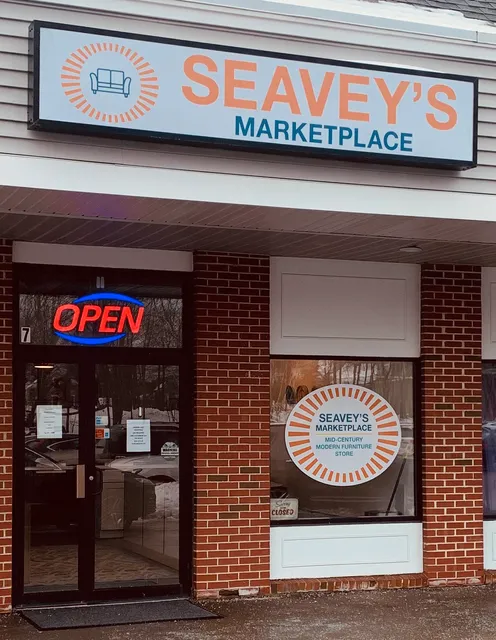 SEAVEY'S
MARKETPLACE
OPEN
7
SEAVEY'S
MARKETPLACE
MID-CENTURY
MODERN FURNITURE
STORE
CLOSED